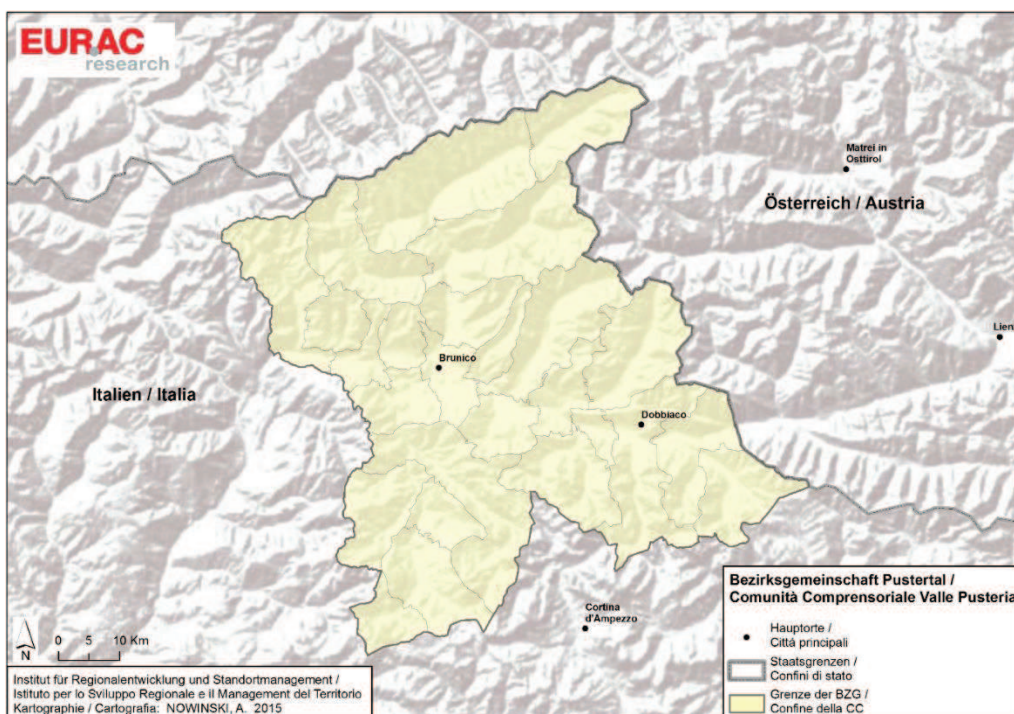 EURAC
research
Matrei in
Osttirol
Österreich / Austria
Lien
Brunico
Italien / Italia
Dobbiaco
Cortina
d'Ampezzo
Bezirksgemeinschaft Pustertal /
Comunità Comprensoriale Valle Pusteria
Hauptorte /
Città principali
Staatsgrenzen /
Confini di stato
Grenze der BZG /
Confine della CC
N
0 5 10 Km
Institut für Regionalentwicklung und Standortmanagement /
Istituto per lo Sviluppo Regionale e il Management del Territorio
Kartographie / Cartografia: NOWINSKI, A. 2015